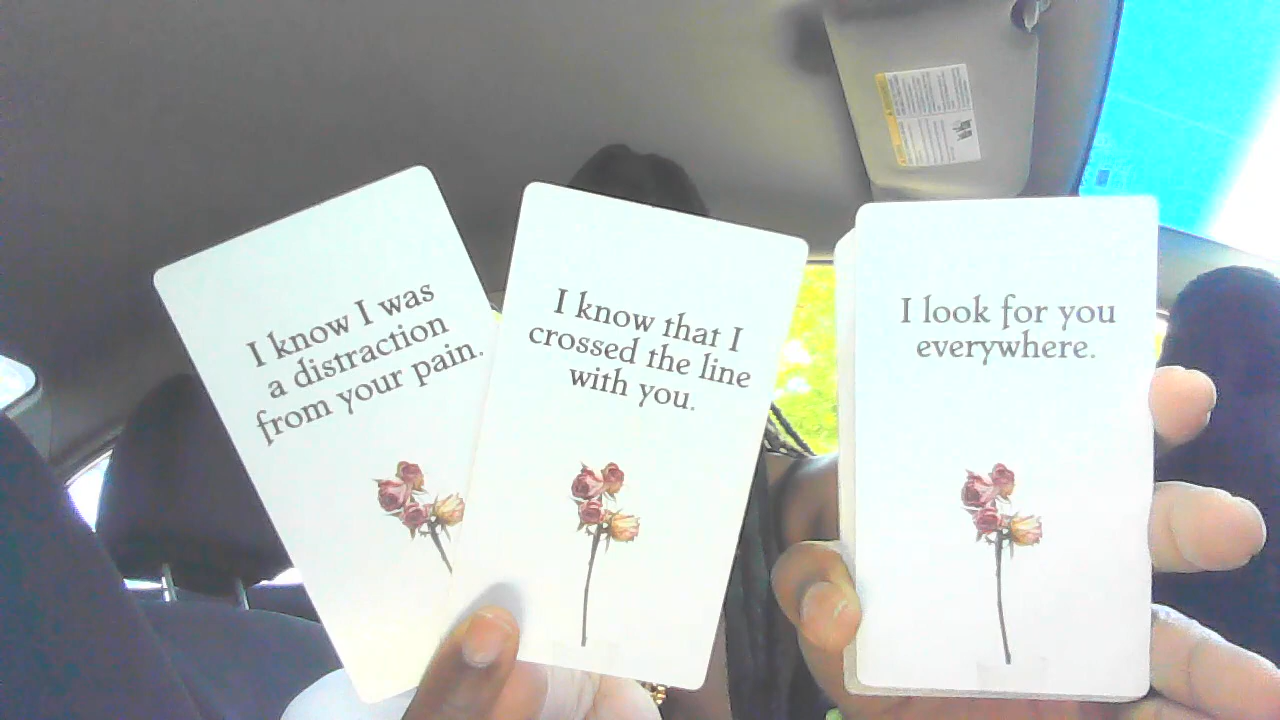 I know I was
a distraction
from your pain.
I know that I
crossed the line
with you.
I look for you
everywhere.